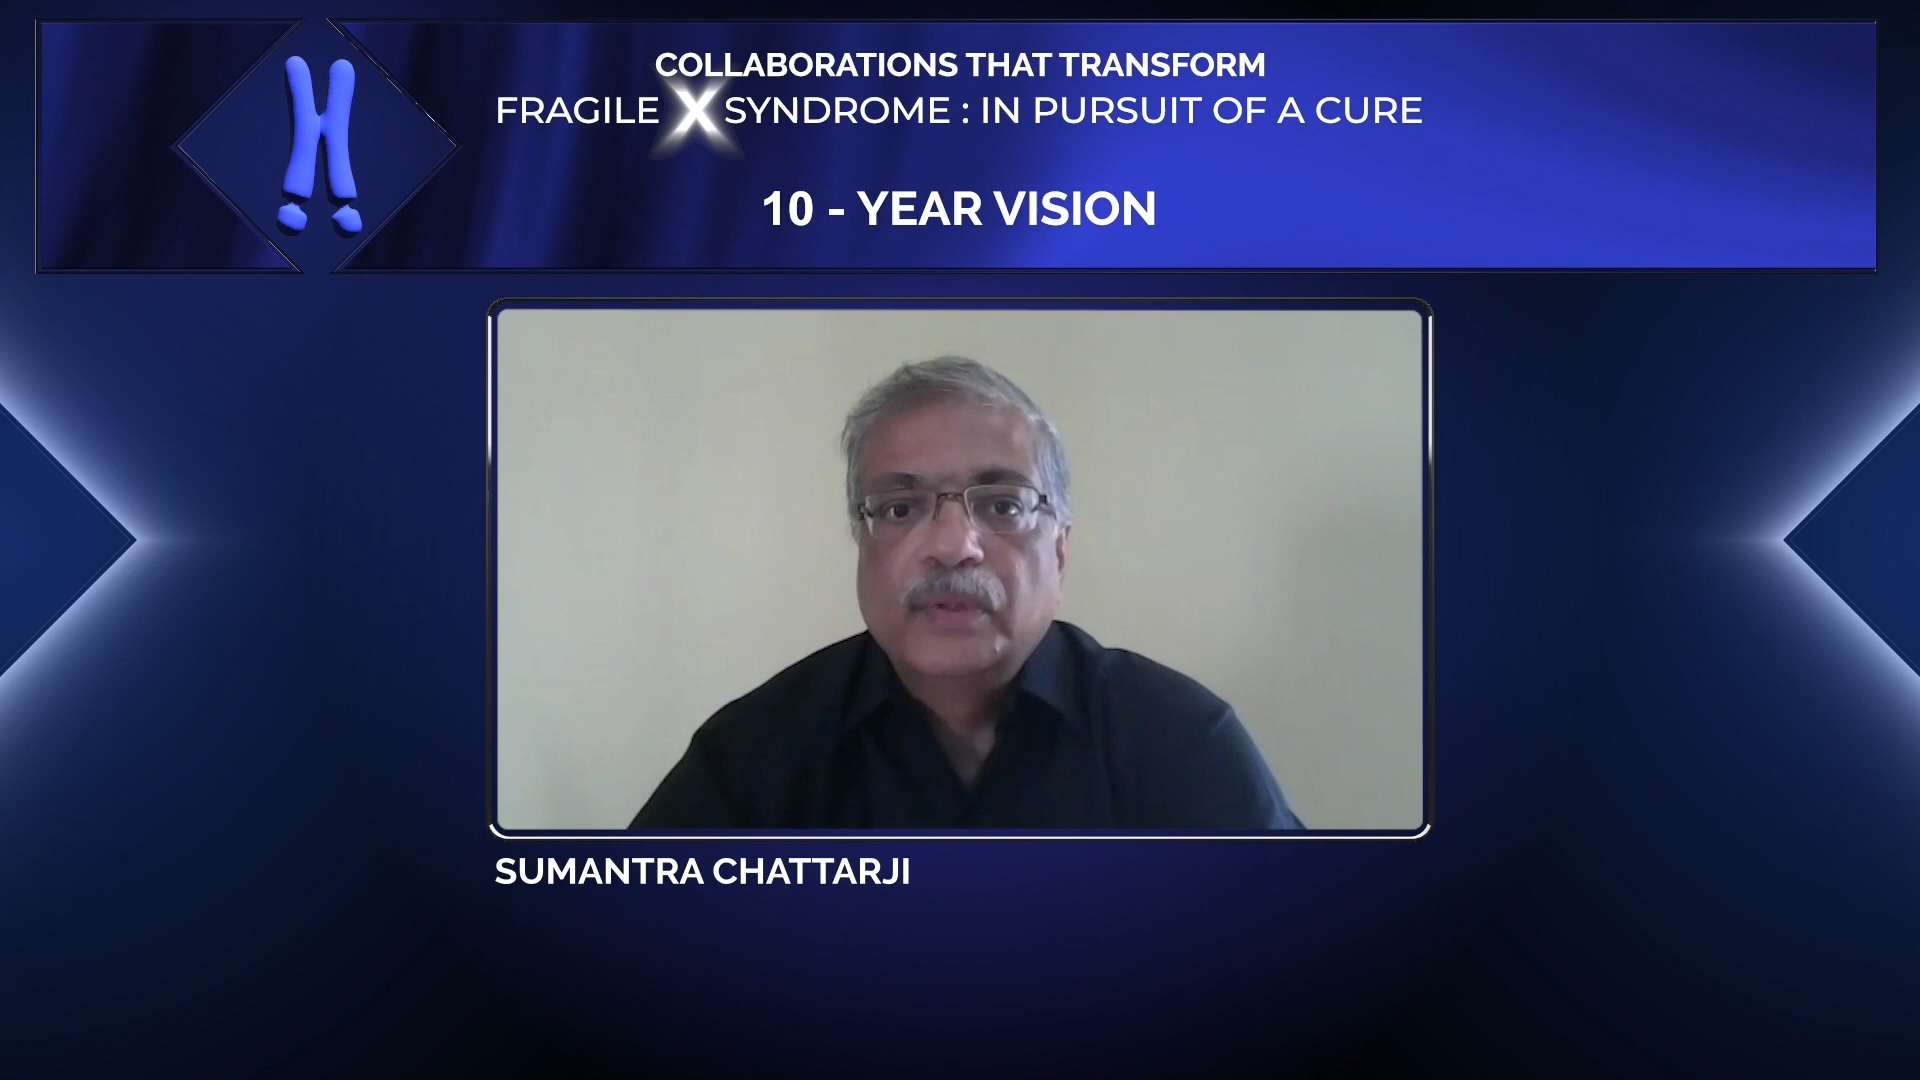 COLLABORATIONS THAT TRANSFORM
FRAGILE X SYNDROME : IN PURSUIT OF A CURE
10 - YEAR VISION
SUMANTRA CHATTARJI